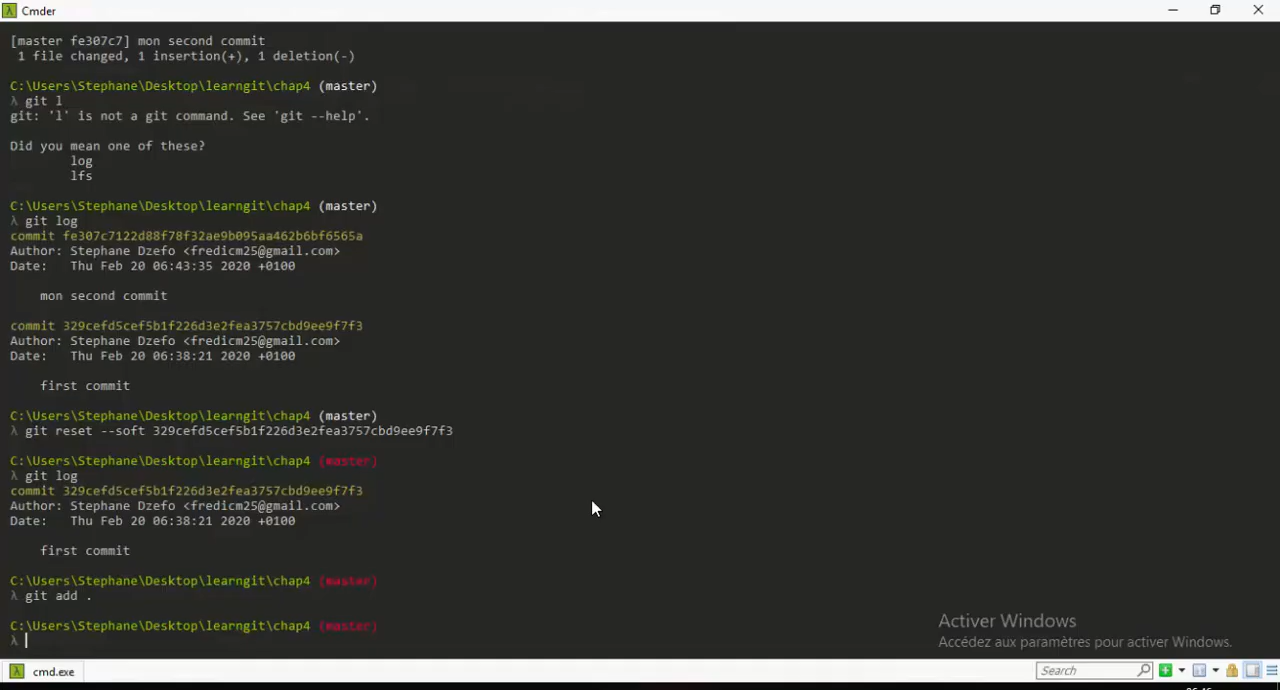 Cmder
[master fe307c7] mon second commit
 1 file changed, 1 insertion(+), 1 deletion(-)
C:\Users\Stephane\Desktop\learngit\chap4 (master)
λ git l
git: 'l' is not a git command. See 'git --help'.
Did you mean one of these?
        log
        lfs
C:\Users\Stephane\Desktop\learngit\chap4 (master)
λ git log
commit fe307c7122d88f78f32ae9b095aa462b6bf6565a
Author: Stephane Dzefo <fredicm25@gmail.com>
Date:   Thu Feb 20 06:43:35 2020 +0100
    mon second commit
commit 329cefd5cef5b1f226d3e2fea3757cbd9ee9f7f3
Author: Stephane Dzefo <fredicm25@gmail.com>
Date:   Thu Feb 20 06:38:21 2020 +0100
    first commit
C:\Users\Stephane\Desktop\learngit\chap4 (master)
λ git reset --soft 329cefd5cef5b1f226d3e2fea3757cbd9ee9f7f3
C:\Users\Stephane\Desktop\learngit\chap4 (master)
λ git log
commit 329cefd5cef5b1f226d3e2fea3757cbd9ee9f7f3
Author: Stephane Dzefo <fredicm25@gmail.com>
Date:   Thu Feb 20 06:38:21 2020 +0100
    first commit
C:\Users\Stephane\Desktop\learngit\chap4 (master)
λ git add .
C:\Users\Stephane\Desktop\learngit\chap4 (master)
λ
Activer Windows
Accédez aux paramètres pour activer Windows.
cmd.exe
Search